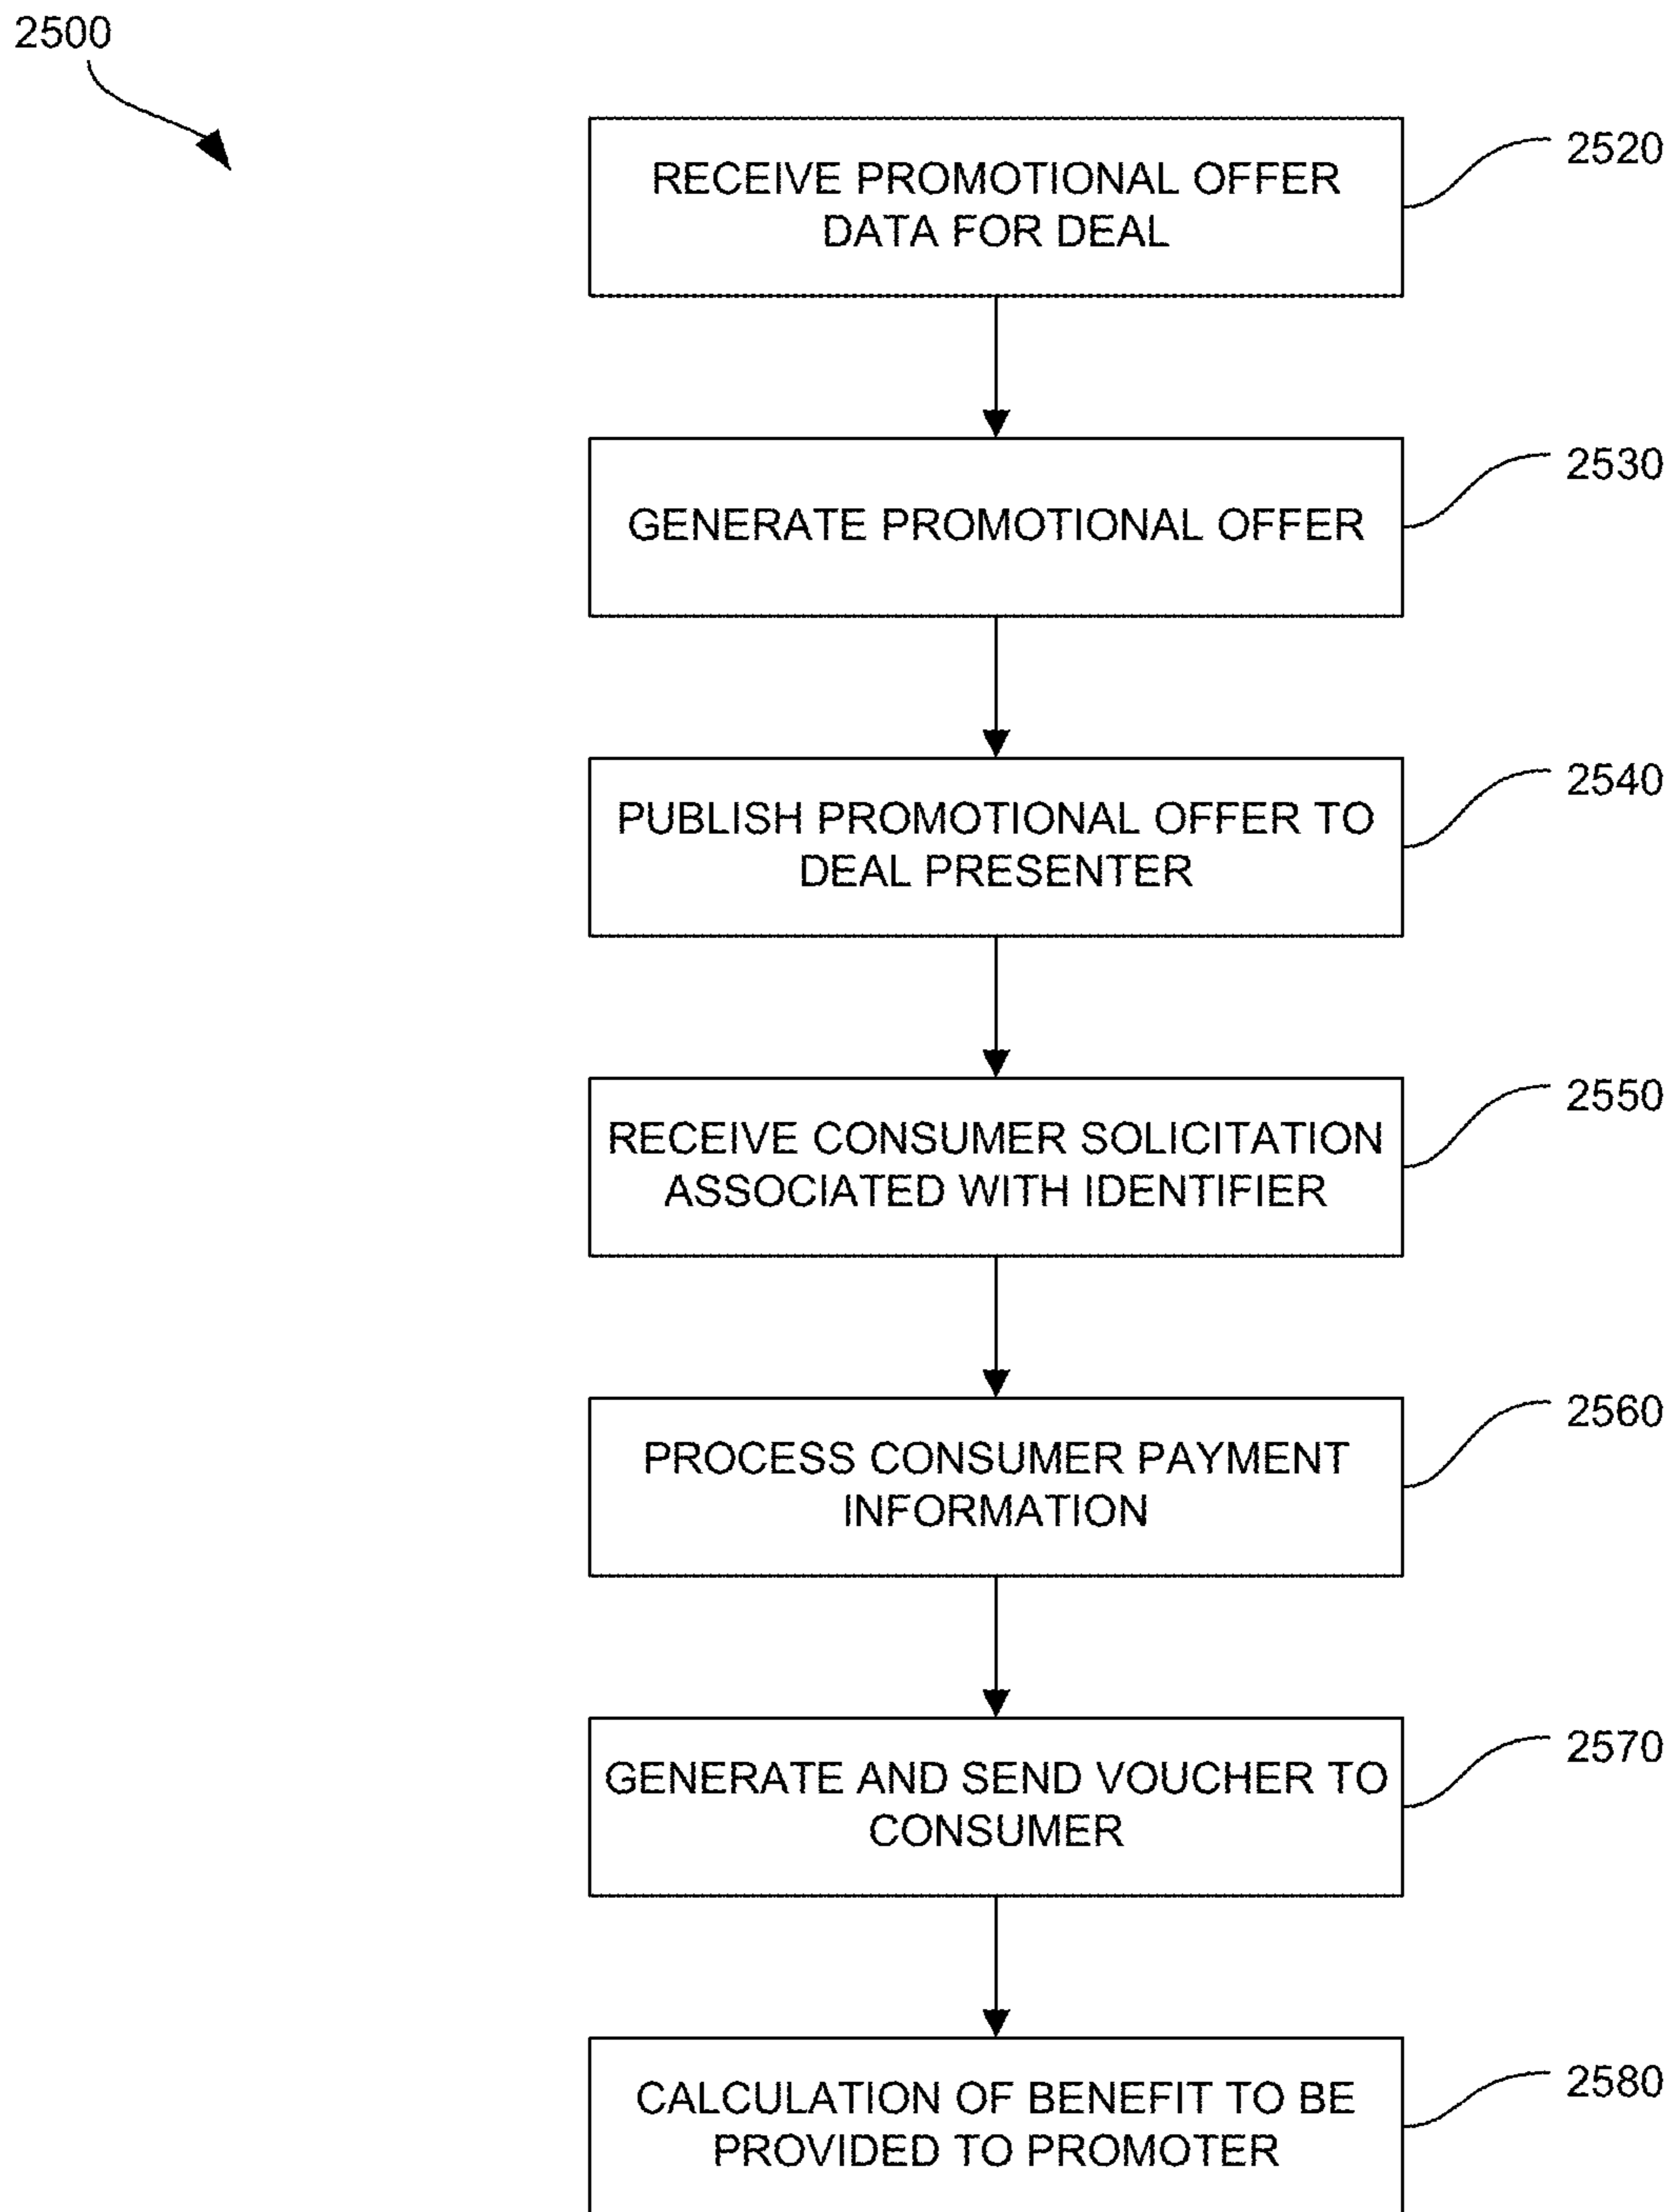 2500
RECEIVE PROMOTIONAL OFFER
DATA FOR DEAL
2520
GENERATE PROMOTIONAL OFFER
2530
PUBLISH PROMOTIONAL OFFER TO
DEAL PRESENTER
2540
RECEIVE CONSUMER SOLICITATION
ASSOCIATED WITH IDENTIFIER
2550
PROCESS CONSUMER PAYMENT
INFORMATION
2560
GENERATE AND SEND VOUCHER TO
CONSUMER
2570
CALCULATION OF BENEFIT TO BE
PROVIDED TO PROMOTER
2580